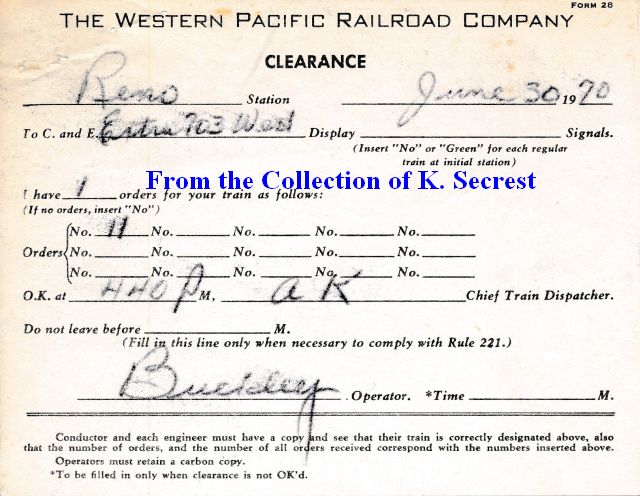 FORM 28
THE WESTERN PACIFIC RAILROAD COMPANY
CLEARANCE
Reno Station June 30 1970
To C. and E. Extra 703 West Display Signals.
(Insert "No" or "Green" for each regular
train at initial station)
From the Collection of K. Secrest
I have 1 orders for your train as follows:
(If no orders, insert "No")
No. 11 No. No. No. No.
Orders No. No. No. No. No.
No. No. No. No. No.
O.K. at 440 P M, A K Chief Train Dispatcher.
Do not leave before M.
(Fill in this line only when necessary to comply with Rule 221.)
Buckley Operator. *Time M.
Conductor and each engineer must have a copy and see that their train is correctly designated above, also
that the number of orders, and the number of all orders received correspond with the numbers inserted above.
Operators must retain a carbon copy.
*To be filled in only when clearance is not OK'd.